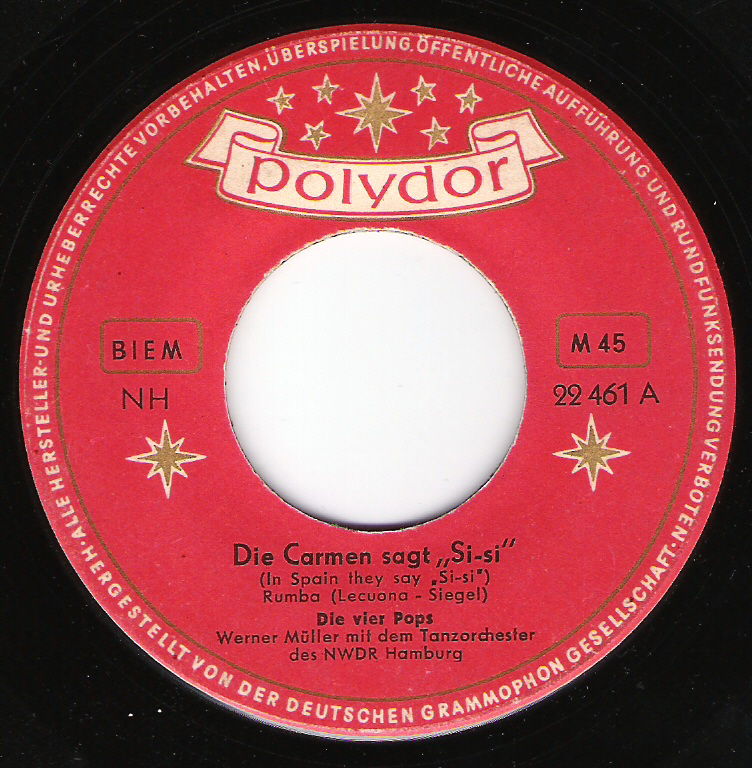 ALLE HERSTELLER-UND URHEBERRECHTE VORBEHALTEN, ÜBERSPIELUNG, ÖFFENTLICHE AUFFÜHRUNG UND RUNDFUNKSENDUNG VERBOTEN·
polydor
BIEM
NH
M 45
22 461 A
Die Carmen sagt „Si-si“
(In Spain they say „Si-si“)
Rumba (Lecuona - Siegel)
Die vier Pops
Werner Müller mit dem Tanzorchester
des NWDR Hamburg
·HERGESTELLT VON DER DEUTSCHEN GRAMMOPHON GESELLSCHAFT·